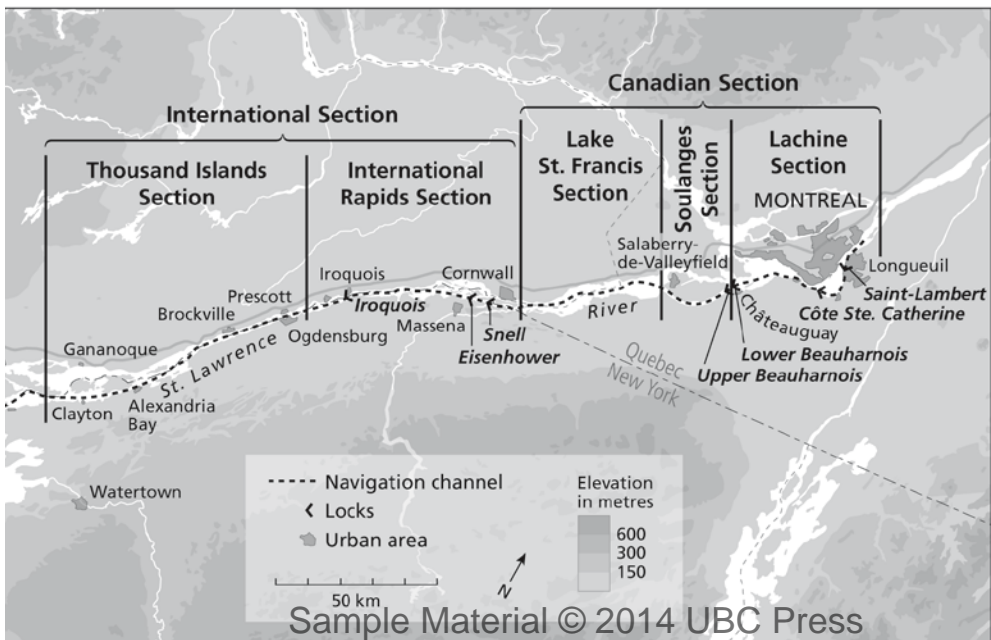 Canadian Section
International Section
Thousand Islands
Section
International
Rapids Section
Lake
St. Francis
Section
Soulanges
Section
Lachine
Section
MONTREAL
Salaberry-
de-Valleyfield
Longueuil
Saint-Lambert
Côte Ste. Catherine
Châteauguay
Lower Beauharnois
Upper Beauharnois
Iroquois
Iroquois
Cornwall
Prescott
Brockville
Ogdensburg
Massena
Snell
Eisenhower
River
St. Lawrence
Gananoque
Clayton
Alexandria
Bay
Quebec
New York
Watertown
Navigation channel
Locks
Urban area
50 km
N
Elevation
in metres
600
300
150
Sample Material © 2014 UBC Press